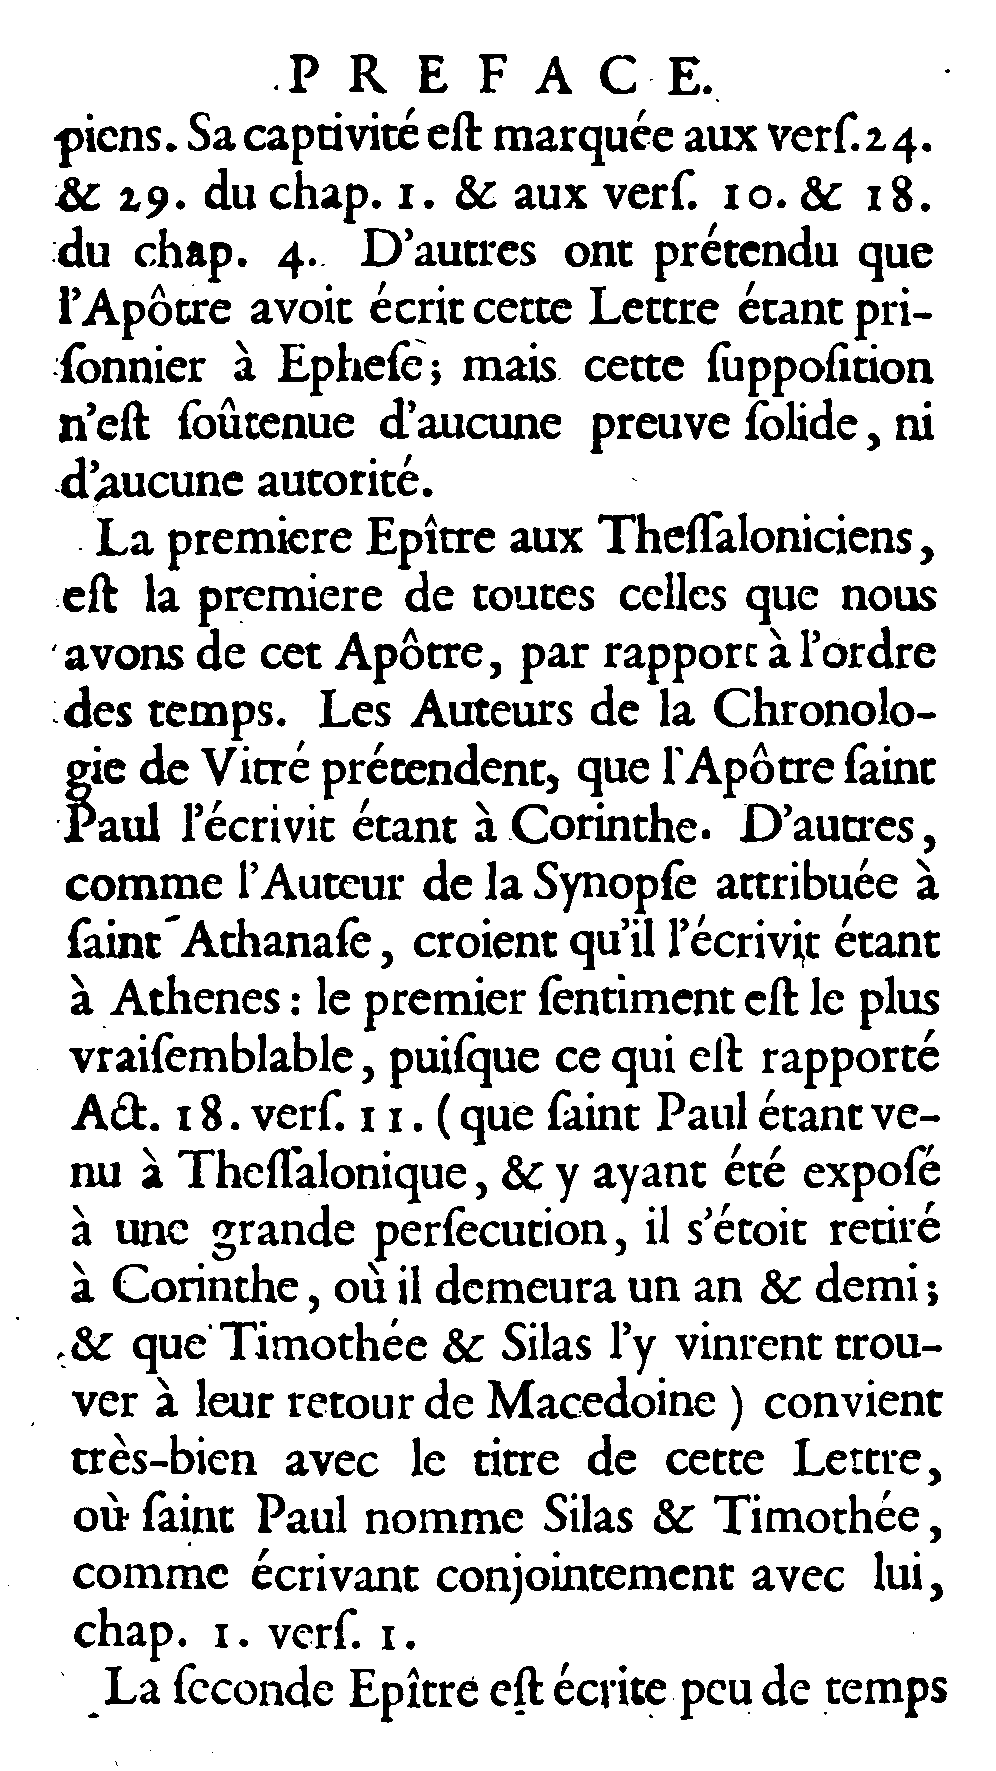 PREFACE.
piens. Sa captivité eſt marquée aux verſ. 24.
& 29. du chap. 1. & aux verſ. 10. & 18.
du chap. 4. D'autres ont prétendu que
l'Apôtre avoit écrit cette Lettre étant pri-
ſonnier à Epheſe; mais cette ſuppoſition
n'eſt ſoûtenue d'aucune preuve ſolide, ni
d'aucune autorité.
La premiere Epître aux Theſſaloniciens,
eſt la premiere de toutes celles que nous
avons de cet Apôtre, par rapport à l'ordre
des temps. Les Auteurs de la Chronolo-
gie de Vitré prétendent, que l'Apôtre ſaint
Paul l'écrivit étant à Corinthe. D'autres,
comme l'Auteur de la Synopſe attribuée à
ſaint Athanaſe, croient qu'il l'écrivit étant
à Athenes: le premier ſentiment eſt le plus
vraiſemblable, puiſque ce qui eſt rapporté
Act. 18. verſ. 11. (que ſaint Paul étant ve-
nu à Theſſalonique, & y ayant été expoſé
à une grande perſecution, il s'étoit retiré
à Corinthe, où il demeura un an & demi;
& que Timothée & Silas l'y vinrent trou-
ver à leur retour de Macedoine) convient
très-bien avec le titre de cette Lettre,
où ſaint Paul nomme Silas & Timothée,
comme écrivant conjointement avec lui,
chap. 1. verſ. 1.
La ſeconde Epître eſt écrite peu de temps